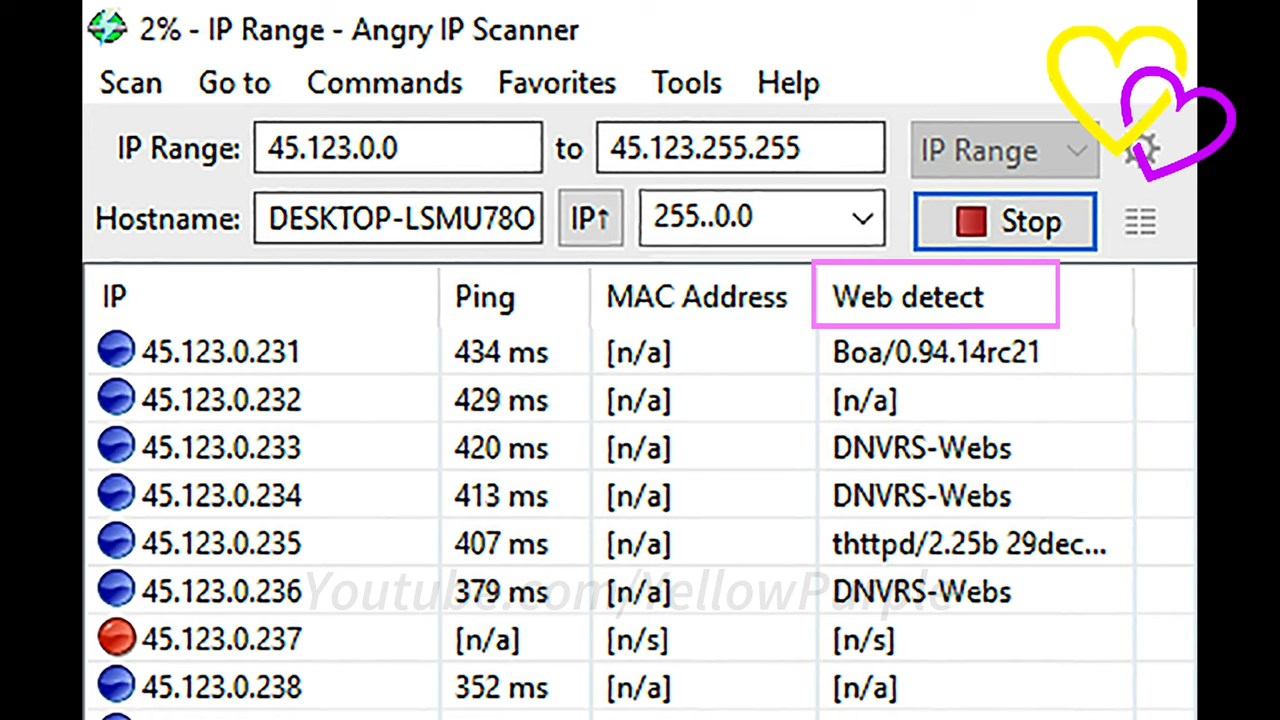 2% - IP Range - Angry IP Scanner
Scan Go to Commands Favorites Tools Help
IP Range: 45.123.0.0 to 45.123.255.255 IP Range
Hostname: DESKTOP-LSMU78O IP↑ 255..0.0 Stop
IP Ping MAC Address Web detect
45.123.0.231 434 ms [n/a] Boa/0.94.14rc21
45.123.0.232 429 ms [n/a] [n/a]
45.123.0.233 420 ms [n/a] DNVRS-Webs
45.123.0.234 413 ms [n/a] DNVRS-Webs
45.123.0.235 407 ms [n/a] thttpd/2.25b 29dec...
45.123.0.236 379 ms [n/a] DNVRS-Webs
Youtube.com/YellowPurple
45.123.0.237 [n/a] [n/s] [n/s]
45.123.0.238 352 ms [n/a] [n/a]